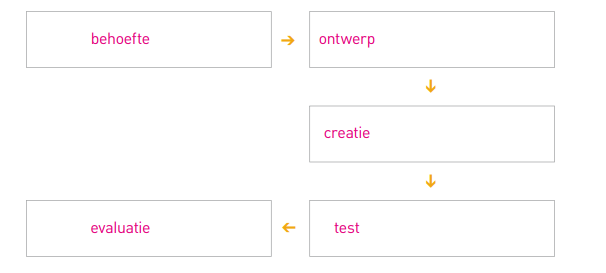 behoefte
ontwerp
creatie
test
evaluatie